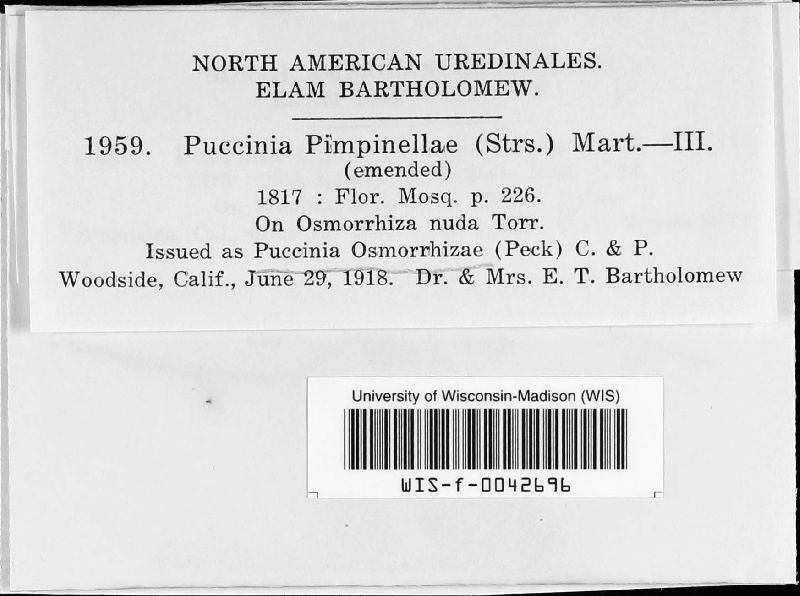 NORTH AMERICAN UREDINALES.
ELAM BARTHOLOMEW.
1959. Puccinia Pimpinellae (Strs.) Mart.—III.
(emended)
1817 : Flor. Mosq. p. 226.
On Osmorrhiza nuda Torr.
Issued as Puccinia Osmorrhizae (Peck) C. & P.
Woodside, Calif., June 29, 1918. Dr. & Mrs. E. T. Bartholomew
University of Wisconsin-Madison (WIS)
WIS-f-0042696